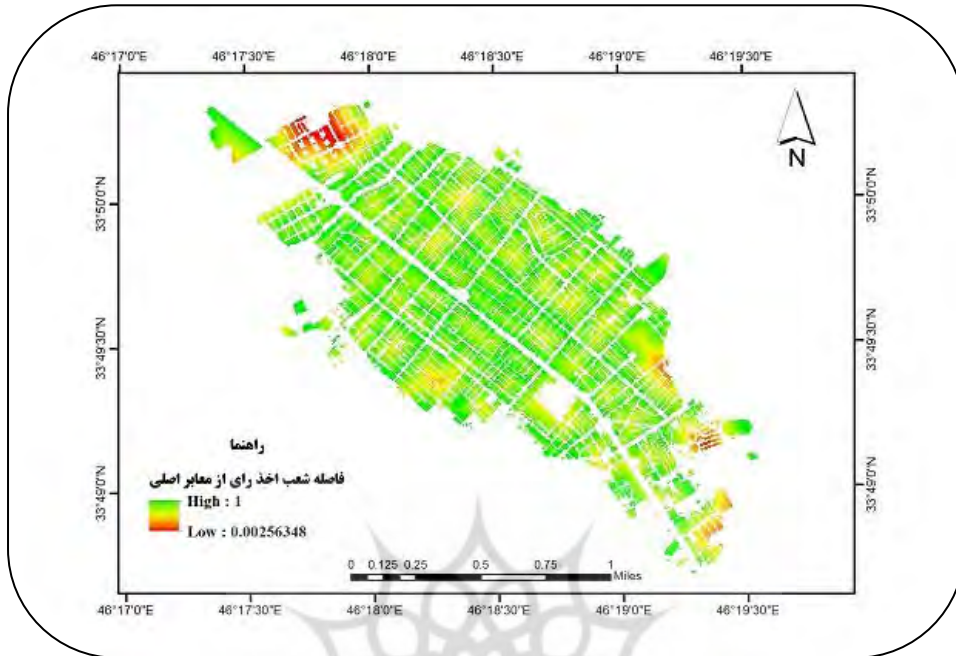 46°17'0"E 46°17'30"E 46°18'0"E 46°18'30"E 46°19'0"E 46°19'30"E
N
33°50'0"N 33°50'0"N
33°49'30"N 33°49'30"N
33°49'0"N 33°49'0"N
راهنما
فاصله شعب اخذ رای از معابر اصلی
High : 1
Low : 0.00256348
0 0.125 0.25 0.5 0.75 1
Miles
46°17'0"E 46°17'30"E 46°18'0"E 46°18'30"E 46°19'0"E 46°19'30"E